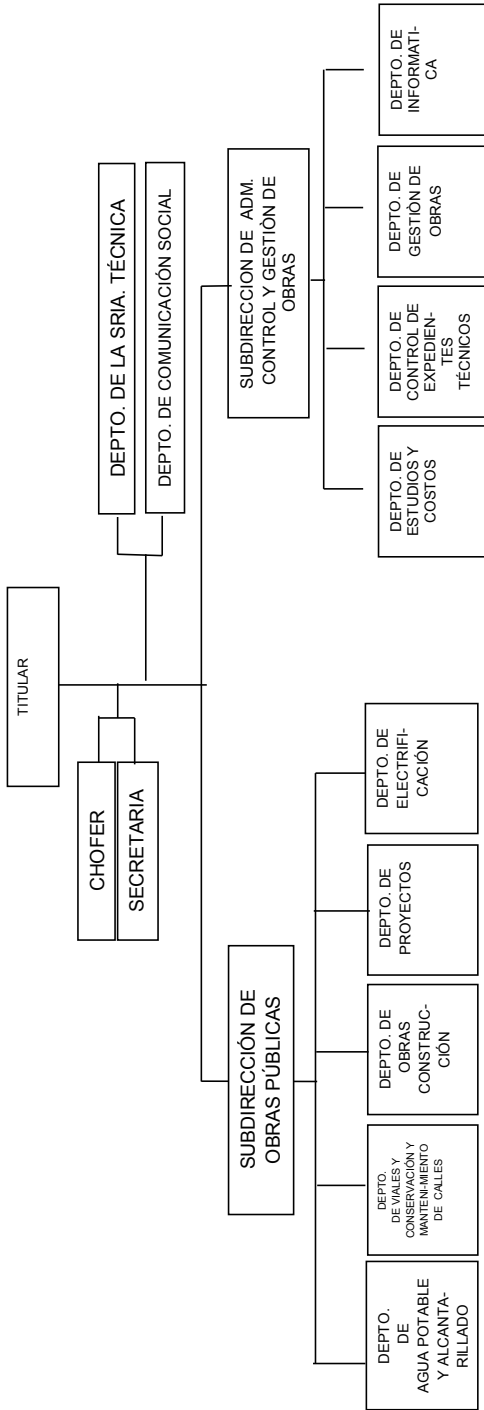 TITULAR
CHOFER
SECRETARIA
DEPTO. DE LA SRIA. TÉCNICA
DEPTO. DE COMUNICACIÓN SOCIAL
SUBDIRECCIÓN DE
OBRAS PÚBLICAS
SUBDIRECCION DE ADM.
CONTROL Y GESTIÒN DE
OBRAS
DEPTO.
DE
AGUA POTABLE
Y ALCANTA-
RILLADO
DEPTO.
DE VIALES Y
CONSERVACIÓN Y
MANTENI-MIENTO
DE CALLES
DEPTO. DE
OBRAS
CONSTRUC-
CIÓN
DEPTO. DE
PROYECTOS
DEPTO. DE
ELECTRIFI-
CACIÓN
DEPTO. DE
ESTUDIOS Y
COSTOS
DEPTO. DE
CONTROL DE
EXPEDIEN-
TES
TÉCNICOS
DEPTO. DE
GESTIÒN DE
OBRAS
DEPTO. DE
INFORMATI-
CA